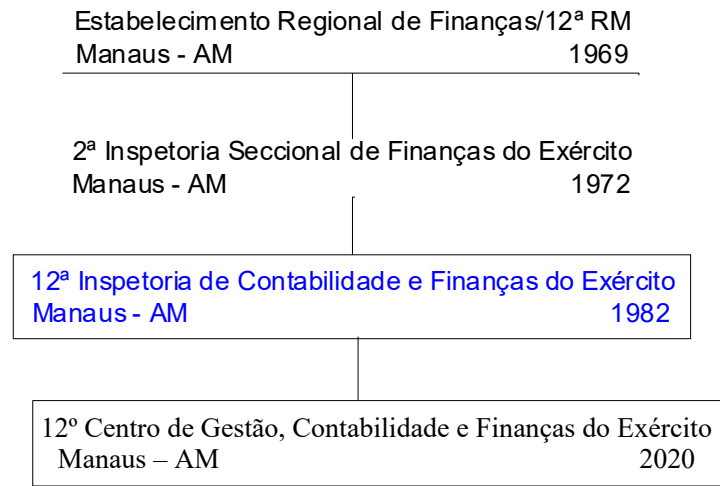 Estabelecimento Regional de Finanças/12ª RM
Manaus - AM 1969
2ª Inspetoria Seccional de Finanças do Exército
Manaus - AM 1972
12ª Inspetoria de Contabilidade e Finanças do Exército
Manaus - AM 1982
12º Centro de Gestão, Contabilidade e Finanças do Exército
Manaus – AM 2020